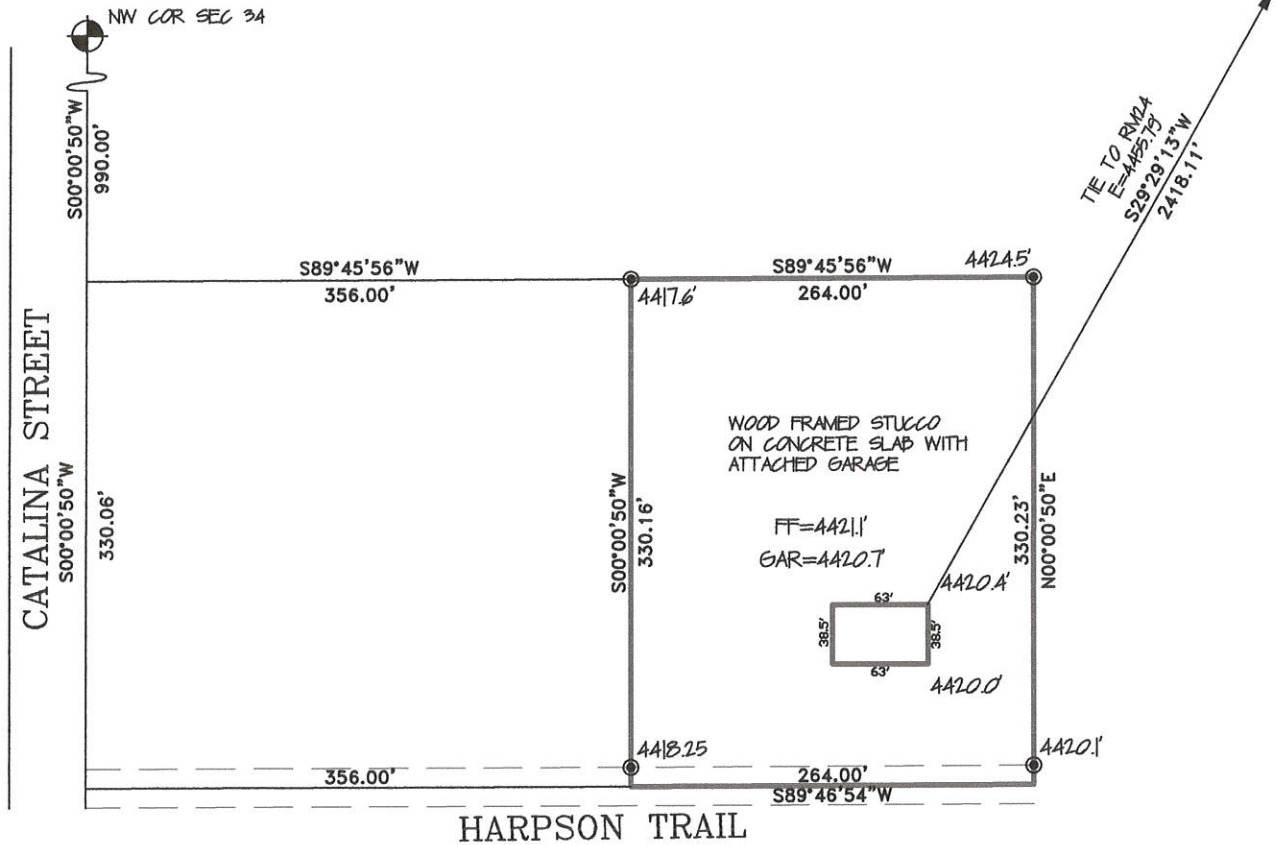 NW COR SEC 34
S00°00'50"W
990.00'
TIE TO RM24
E=4455.79'
S29°29'13"W
2418.11'
S89°45'56"W
356.00'
S89°45'56"W
264.00'
4424.5'
4417.6'
CATALINA STREET
S00°00'50"W
330.06'
WOOD FRAMED STUCCO
ON CONCRETE SLAB WITH
ATTACHED GARAGE
S00°00'50"W
330.16'
FF=4421.1'
GAR=4420.7'
330.23'
N00°00'50"E
4420.4'
63'
38.5'
38.5'
63'
4420.0'
4418.25
4420.1'
356.00'
264.00'
S89°46'54"W
HARPSON TRAIL